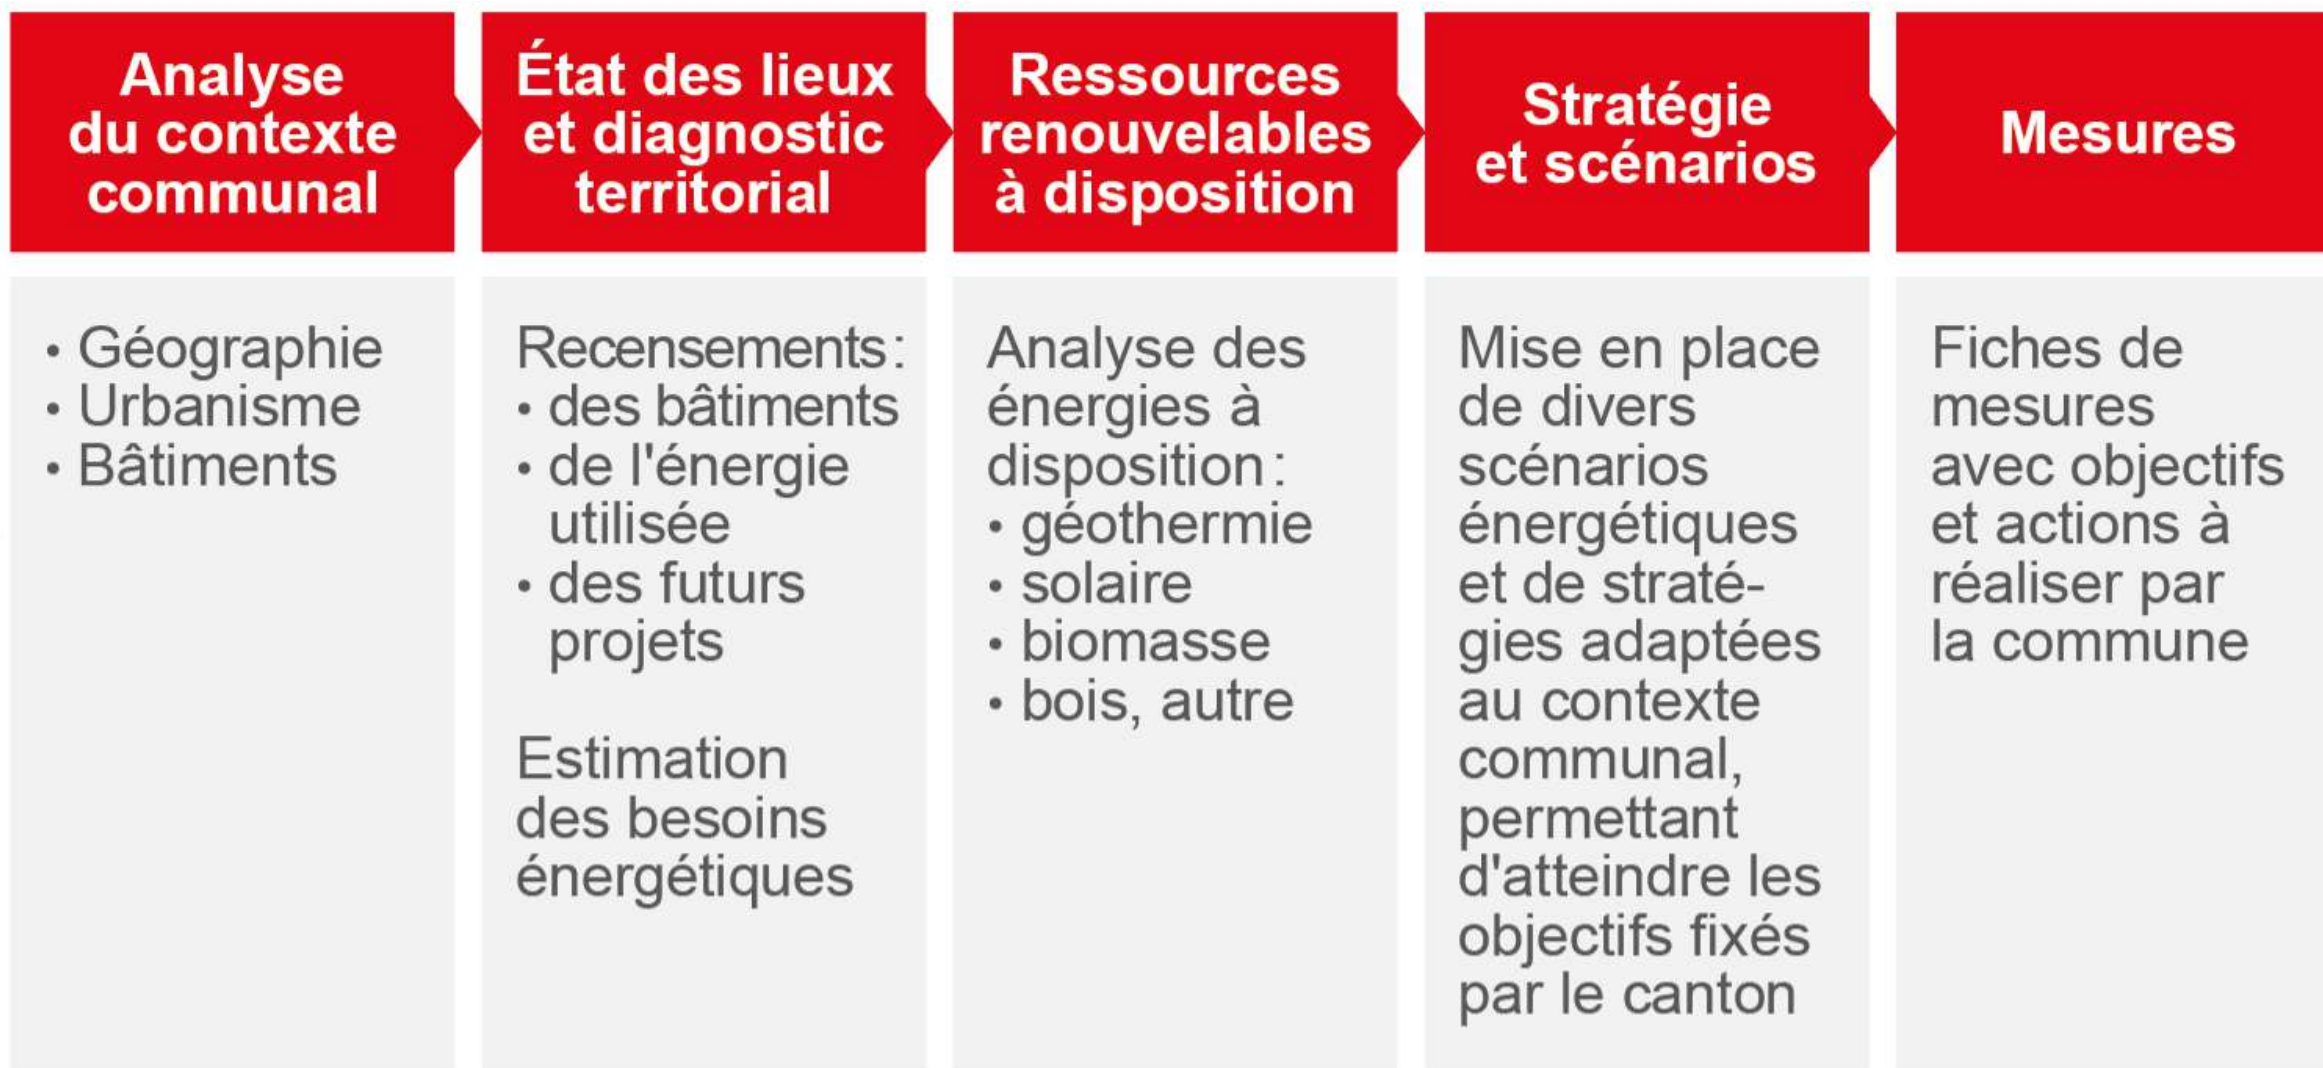 Analyse
du contexte
communal
État des lieux
et diagnostic
territorial
Ressources
renouvelables
à disposition
Stratégie
et scénarios
Mesures
• Géographie
• Urbanisme
• Bâtiments
Recensements :
• des bâtiments
• de l'énergie
utilisée
• des futurs
projets
Estimation
des besoins
énergétiques
Analyse des
énergies à
disposition :
• géothermie
• solaire
• biomasse
• bois, autre
Mise en place
de divers
scénarios
énergétiques
et de straté-
gies adaptées
au contexte
communal,
permettant
d'atteindre les
objectifs fixés
par le canton
Fiches de
mesures
avec objectifs
et actions à
réaliser par
la commune